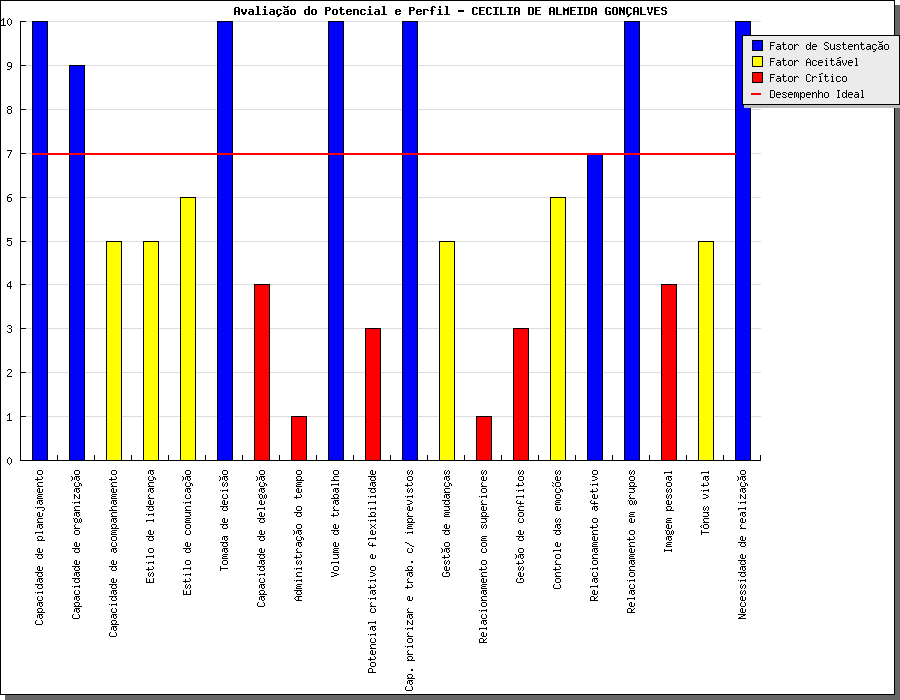 Avaliação do Potencial e Perfil - CECILIA DE ALMEIDA GONÇALVES
Fator de Sustentação
Fator Aceitável
Fator Crítico
Desempenho Ideal
10
9
8
7
6
5
4
3
2
1
0
Capacidade de planejamento
Capacidade de organização
Capacidade de acompanhamento
Estilo de liderança
Estilo de comunicação
Tomada de decisão
Capacidade de delegação
Administração do tempo
Volume de trabalho
Potencial criativo e flexibilidade
Cap. priorizar e trab. c/ imprevistos
Gestão de mudanças
Relacionamento com superiores
Gestão de conflitos
Controle das emoções
Relacionamento afetivo
Relacionamento em grupos
Imagem pessoal
Tônus vital
Necessidade de realização